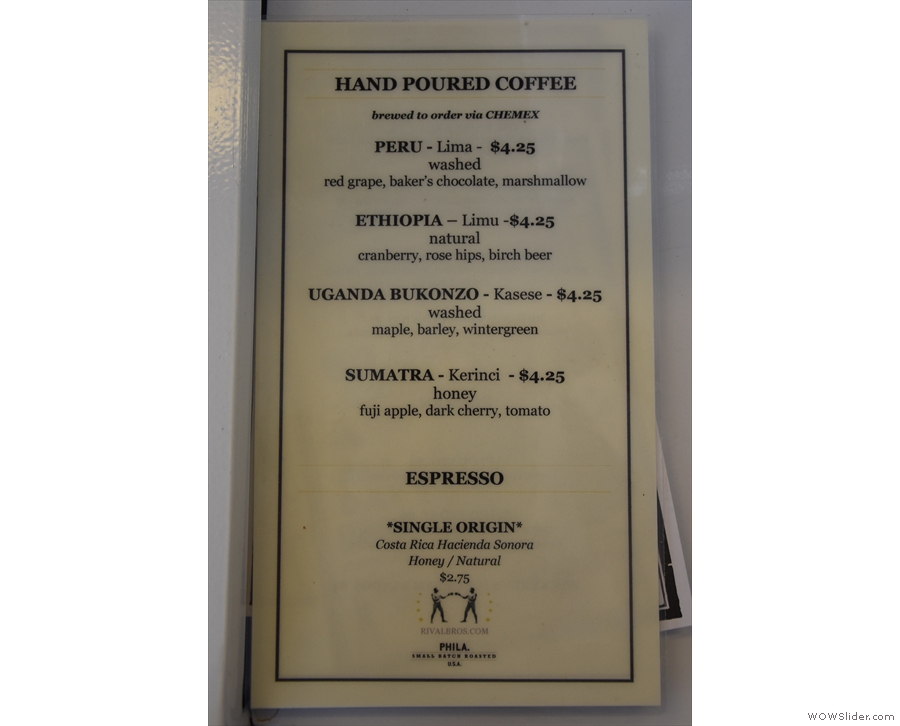 HAND POURED COFFEE
brewed to order via CHEMEX
PERU - Lima - $4.25
washed
red grape, baker's chocolate, marshmallow
ETHIOPIA – Limu -$4.25
natural
cranberry, rose hips, birch beer
UGANDA BUKONZO - Kasese - $4.25
washed
maple, barley, wintergreen
SUMATRA - Kerinci - $4.25
honey
fuji apple, dark cherry, tomato
ESPRESSO
*SINGLE ORIGIN*
Costa Rica Hacienda Sonora
Honey / Natural
$2.75
RIVALBROS.COM
PHILA.
SMALL BATCH ROASTED
U.S.A.
WOWSlider.com